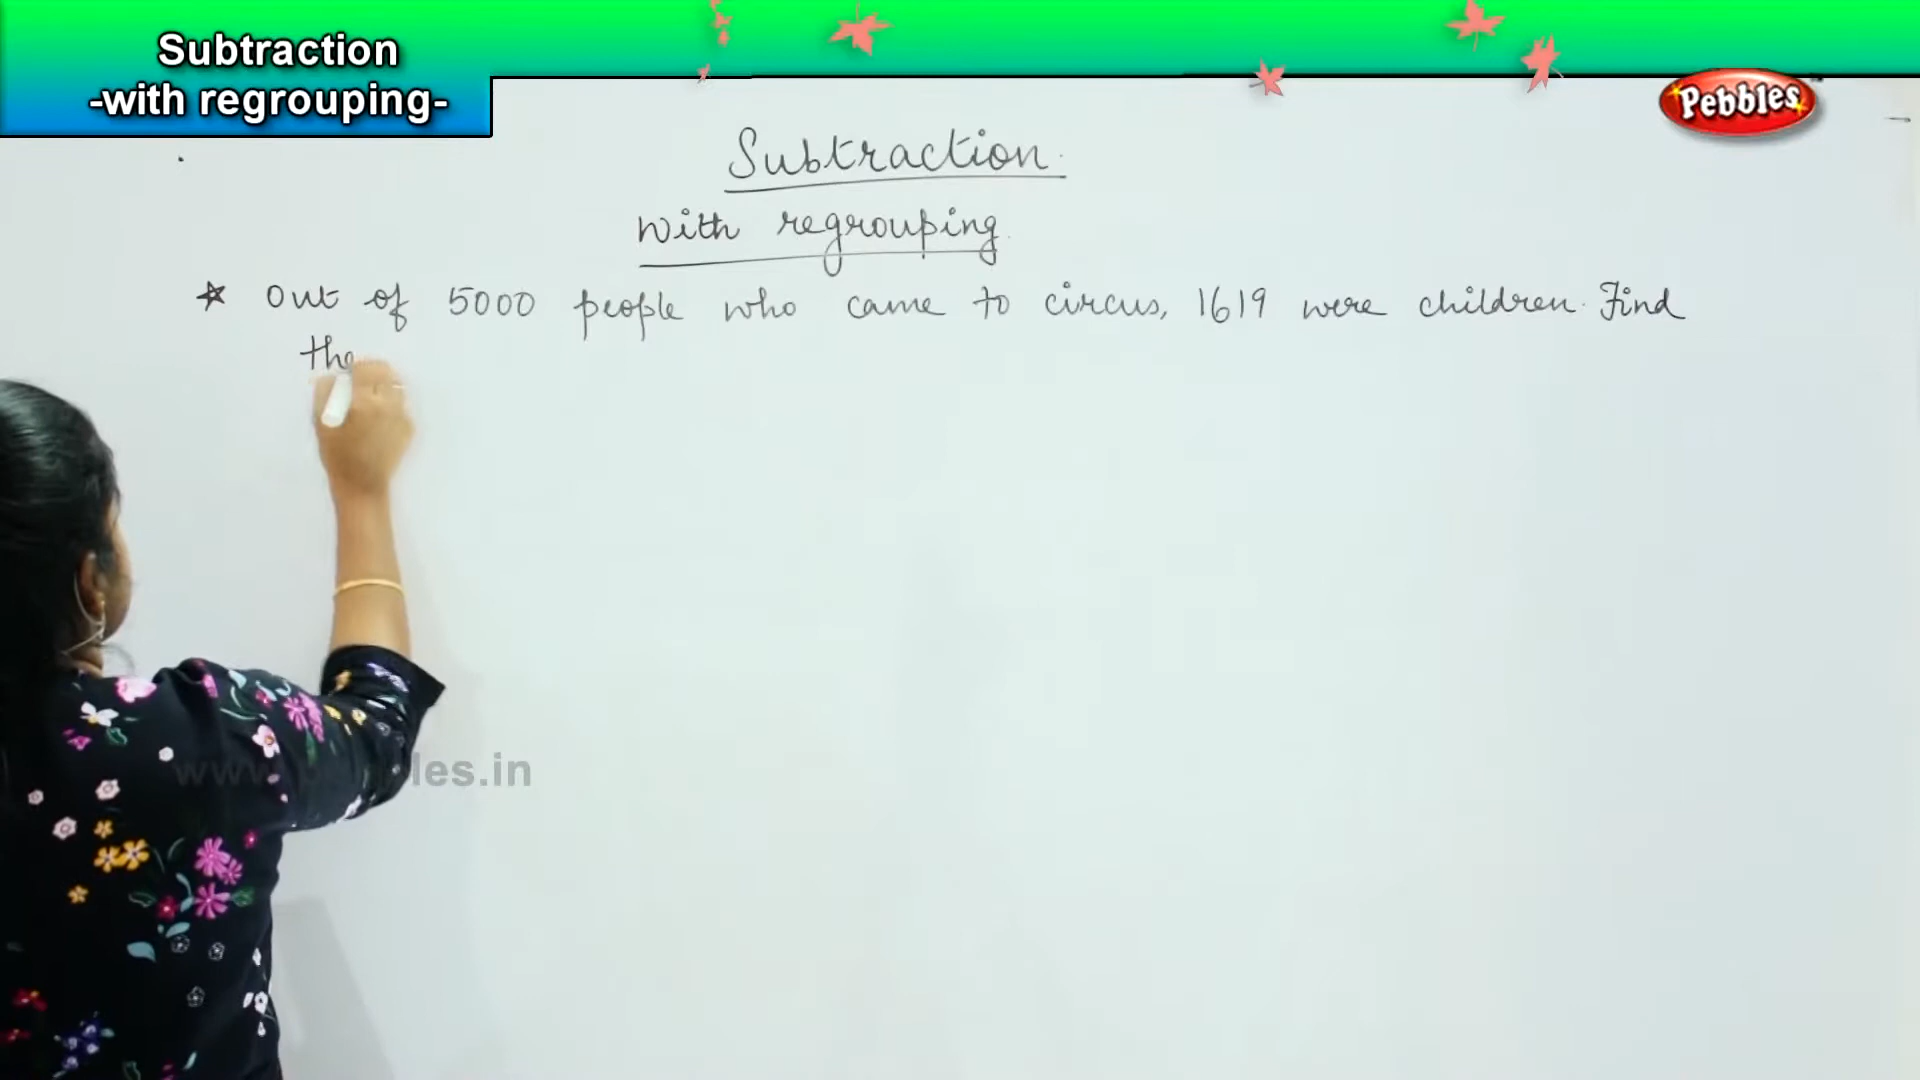 Subtraction
-with regrouping-
Pebbles
Subtraction.
With regrouping.
* Out of 5000 people who came to circus, 1619 were children. Find
the
les.in